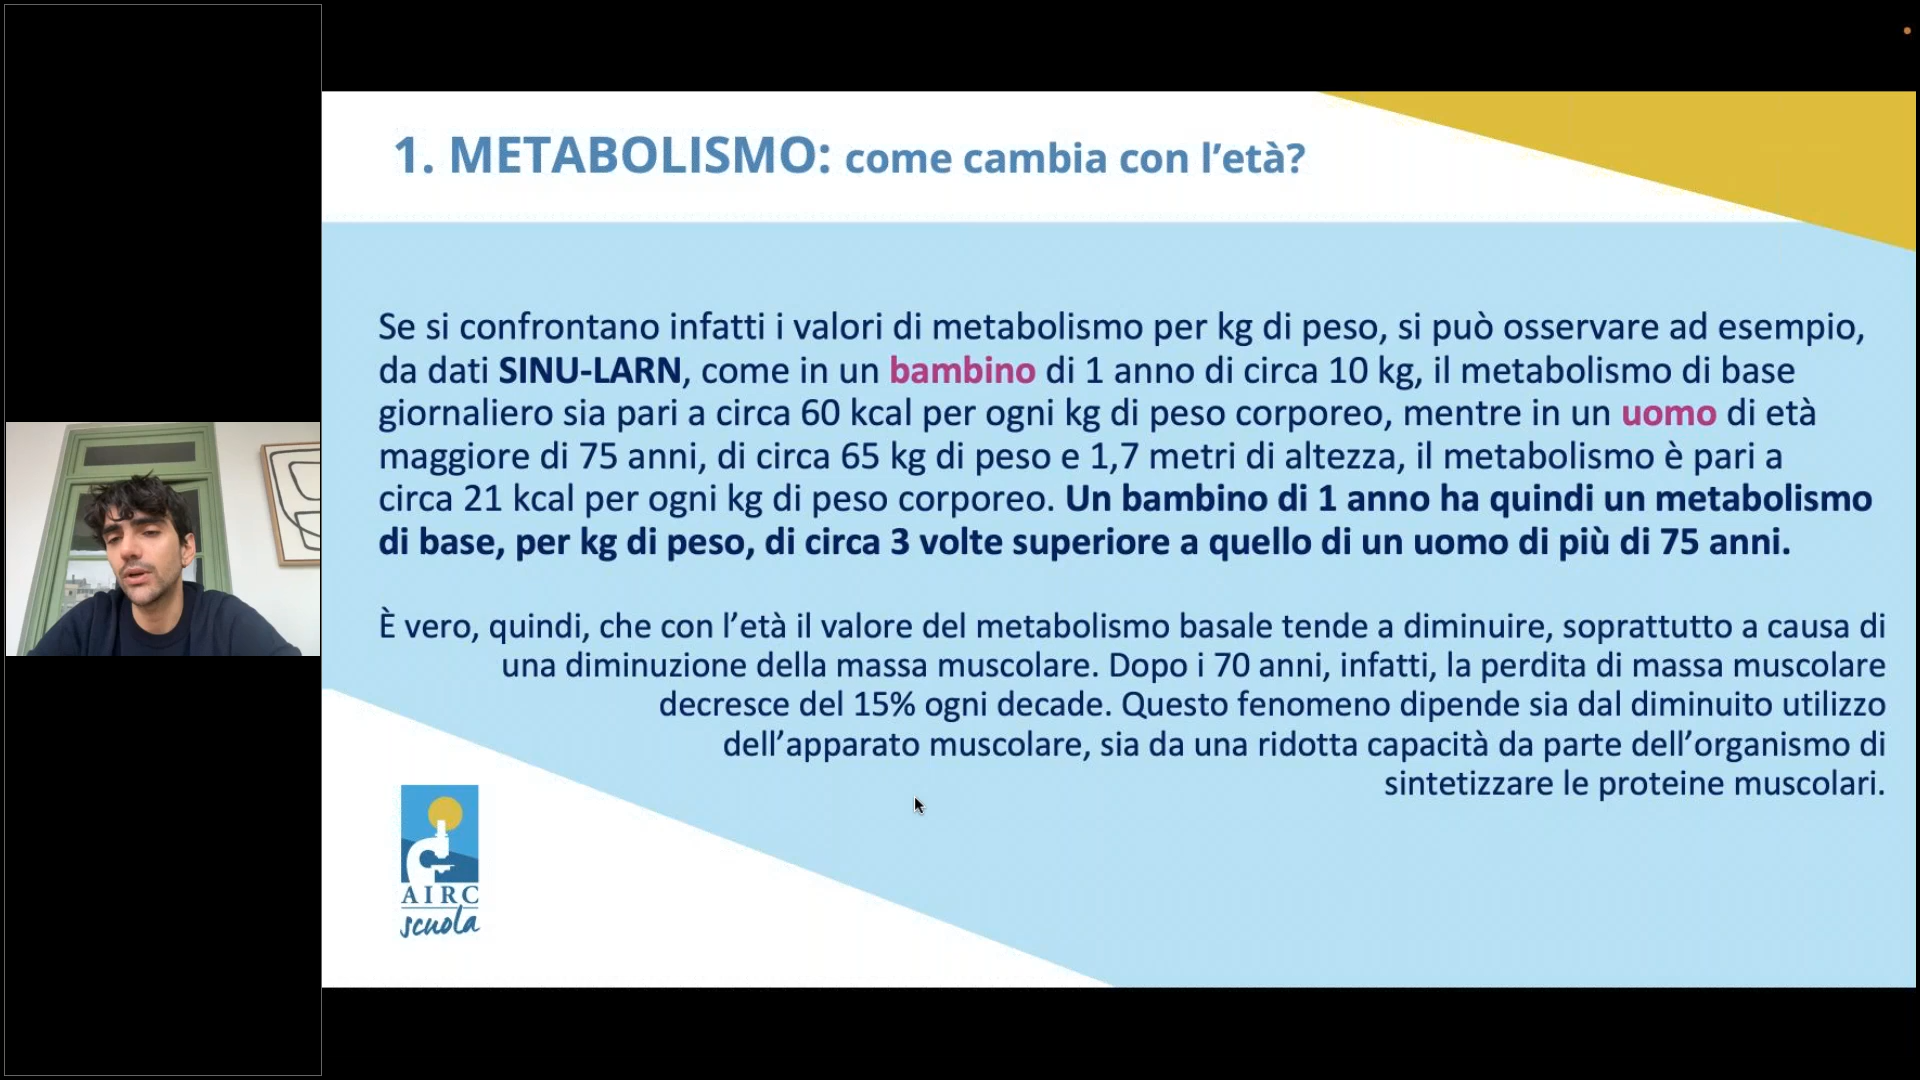 1. METABOLISMO: come cambia con l’età?
Se si confrontano infatti i valori di metabolismo per kg di peso, si può osservare ad esempio,
da dati SINU-LARN, come in un bambino di 1 anno di circa 10 kg, il metabolismo di base
giornaliero sia pari a circa 60 kcal per ogni kg di peso corporeo, mentre in un uomo di età
maggiore di 75 anni, di circa 65 kg di peso e 1,7 metri di altezza, il metabolismo è pari a
circa 21 kcal per ogni kg di peso corporeo. Un bambino di 1 anno ha quindi un metabolismo
di base, per kg di peso, di circa 3 volte superiore a quello di un uomo di più di 75 anni.
È vero, quindi, che con l’età il valore del metabolismo basale tende a diminuire, soprattutto a causa di
una diminuzione della massa muscolare. Dopo i 70 anni, infatti, la perdita di massa muscolare
decresce del 15% ogni decade. Questo fenomeno dipende sia dal diminuito utilizzo
dell’apparato muscolare, sia da una ridotta capacità da parte dell’organismo di
sintetizzare le proteine muscolari.
AIRC
scuola